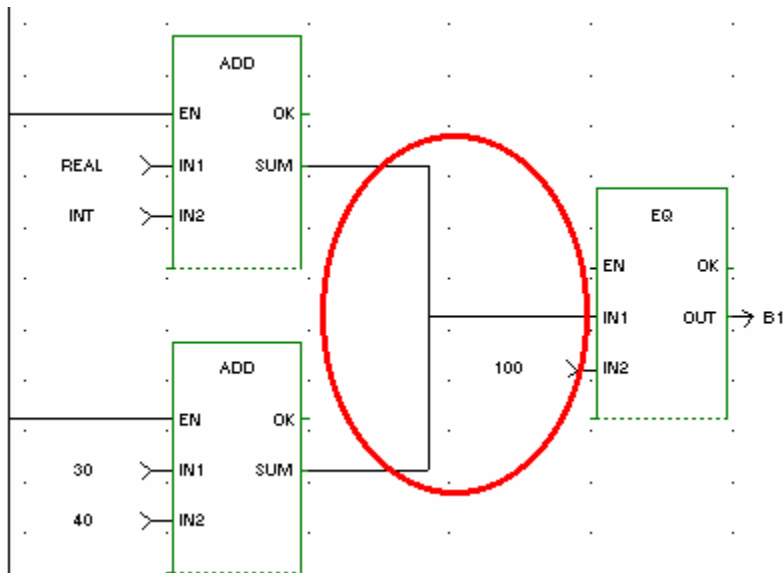 ADD
EN OK
REAL IN1 SUM
INT IN2
EQ
EN OK
IN1 OUT B1
100 IN2
ADD
EN OK
30 IN1 SUM
40 IN2